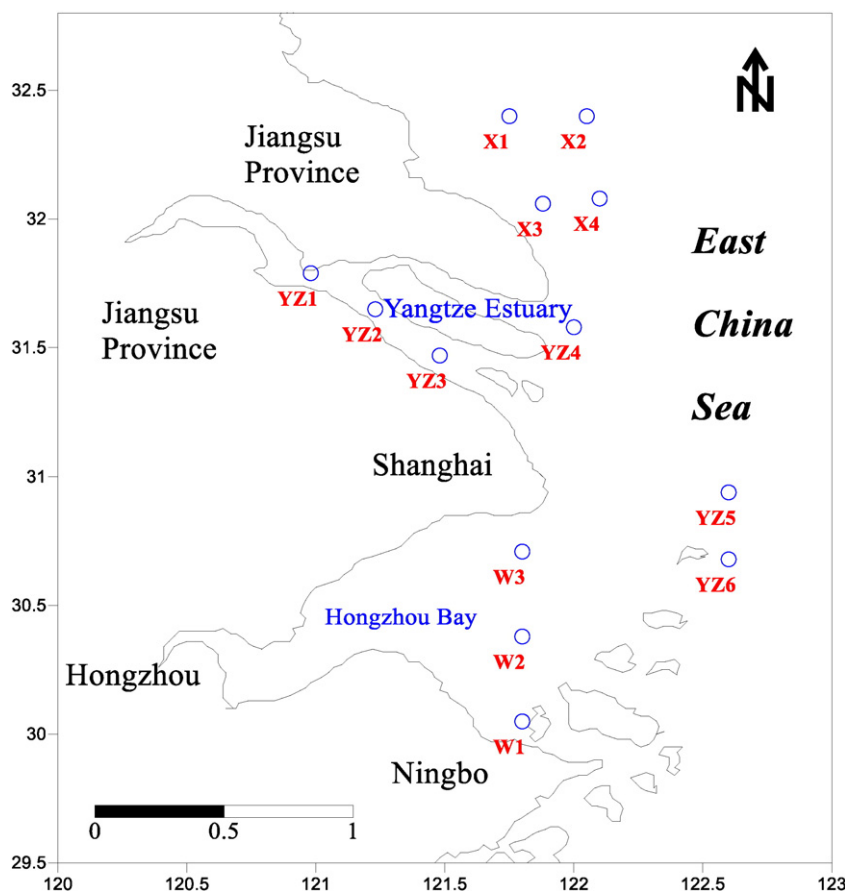 32.5
32
31.5
31
30.5
30
29.5
120
120.5
121
121.5
122
122.5
123
N
X1
X2
X3
X4
Jiangsu
Province
East
China
Sea
YZ1
YZ2
Yangtze Estuary
YZ3
YZ4
Jiangsu
Province
Shanghai
YZ5
YZ6
W3
Hongzhou Bay
W2
Hongzhou
W1
Ningbo
0
0.5
1